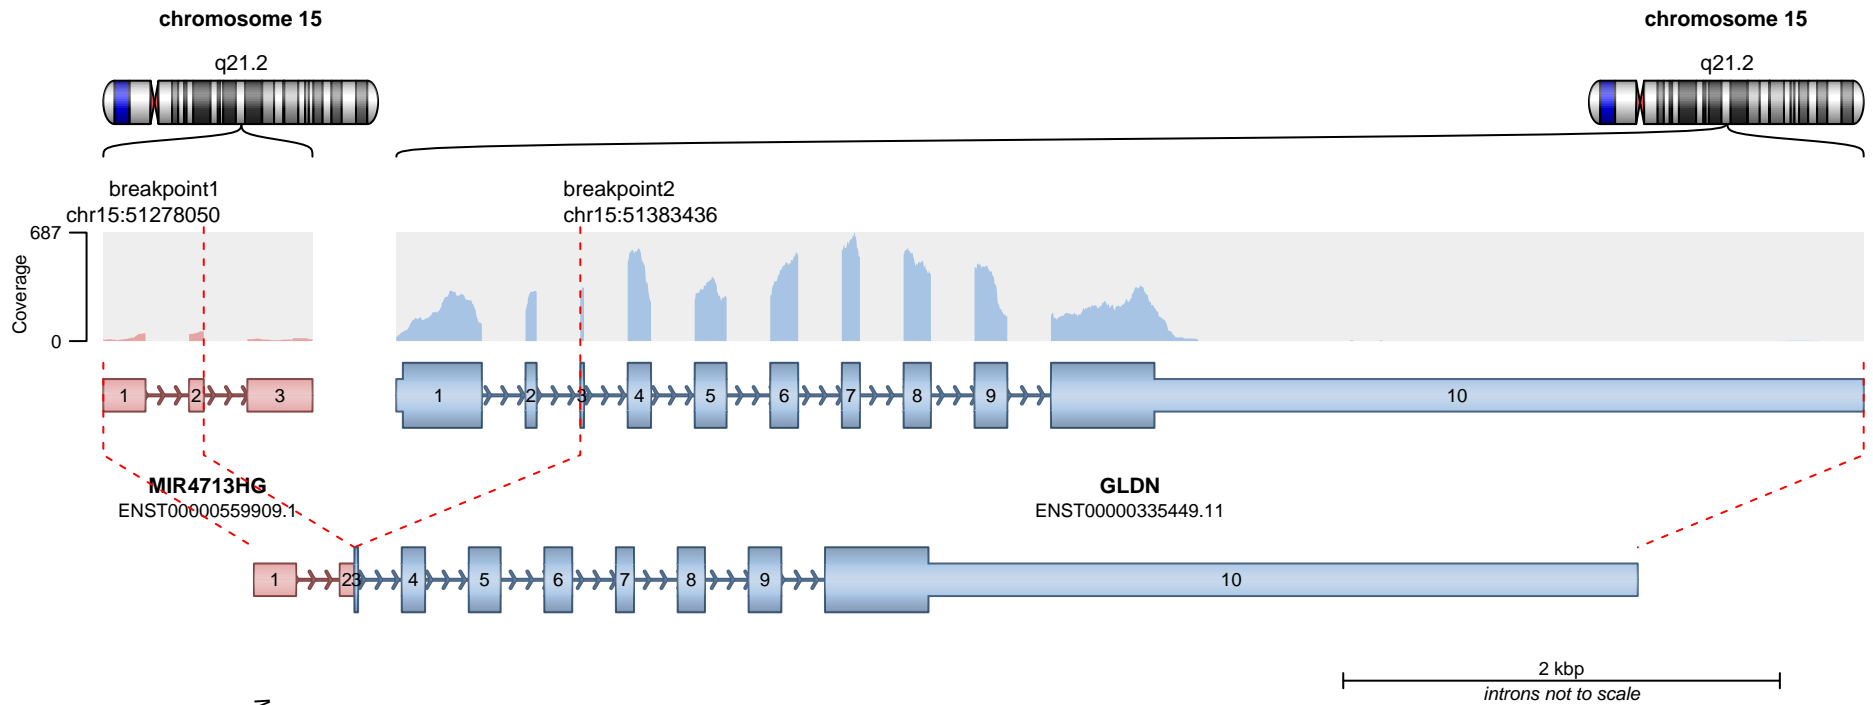 chromosome 15
chromosome 15
q21.2
q21.2
breakpoint1
chr15:51278050
breakpoint2
chr15:51383436
687
Coverage
0
1
2
3
1
2
3
4
5
6
7
8
9
10
MIR4713HG
ENST00000559909.1
GLDN
ENST00000335449.11
1
2
3
4
5
6
7
8
9
10
2 kbp
introns not to scale